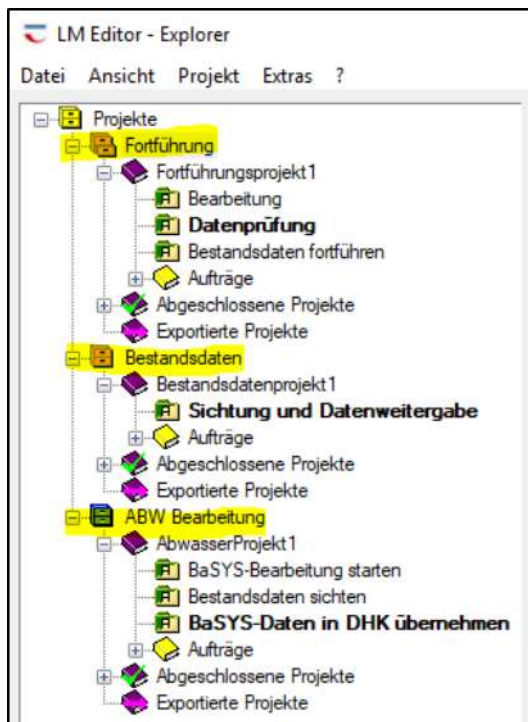 LM Editor - Explorer
Datei Ansicht Projekt Extras ?
Projekte
Fortführung
Fortführungsprojekt1
Bearbeitung
Datenprüfung
Bestandsdaten fortführen
Aufträge
Abgeschlossene Projekte
Exportierte Projekte
Bestandsdaten
Bestandsdatenprojekt1
Sichtung und Datenweitergabe
Aufträge
Abgeschlossene Projekte
Exportierte Projekte
ABW Bearbeitung
AbwasserProjekt1
BaSYS-Bearbeitung starten
Bestandsdaten sichten
BaSYS-Daten in DHK übernehmen
Aufträge
Abgeschlossene Projekte
Exportierte Projekte